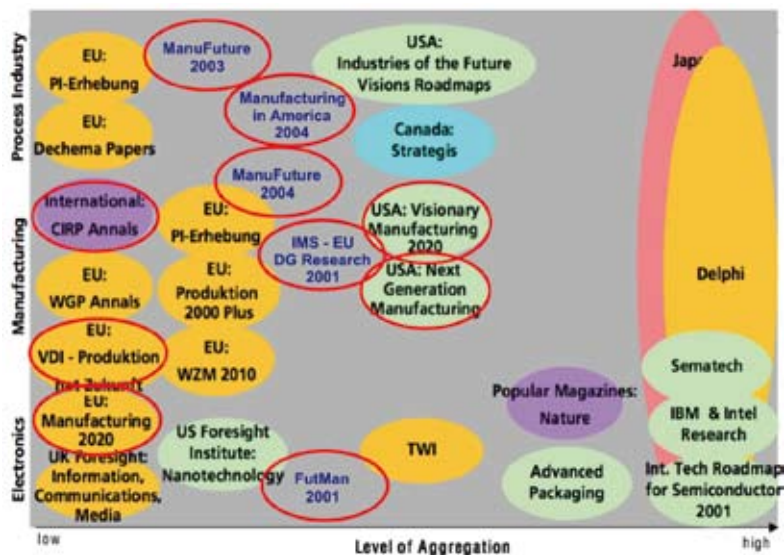 Process Industry
EU:
PI-Erhebung
ManuFuture
2003
USA:
Industries of the Future
Visions Roadmaps
Manufacturing
in America
2004
EU:
Dechema Papers
Canada:
Strategis
ManuFuture
2004
Manufacturing
International:
CIRP Annals
EU:
PI-Erhebung
IMS - EU
DG Research
2001
USA: Visionary
Manufacturing
2020
EU:
WGP Annals
EU:
Produktion
2000 Plus
USA: Next
Generation
Manufacturing
EU:
VDI - Produktion
Zukunft
EU:
WZM 2010
Delphi
Sematech
Electronics
EU:
Manufacturing
2020
US Foresight
Institute:
Nanotechnology
TWI
Popular Magazines:
Nature
IBM & Intel
Research
UK Foresight:
Information,
Communications,
Media
FutMan
2001
Advanced
Packaging
Int. Tech Roadmap
for Semiconductor
2001
low
Level of Aggregation
high